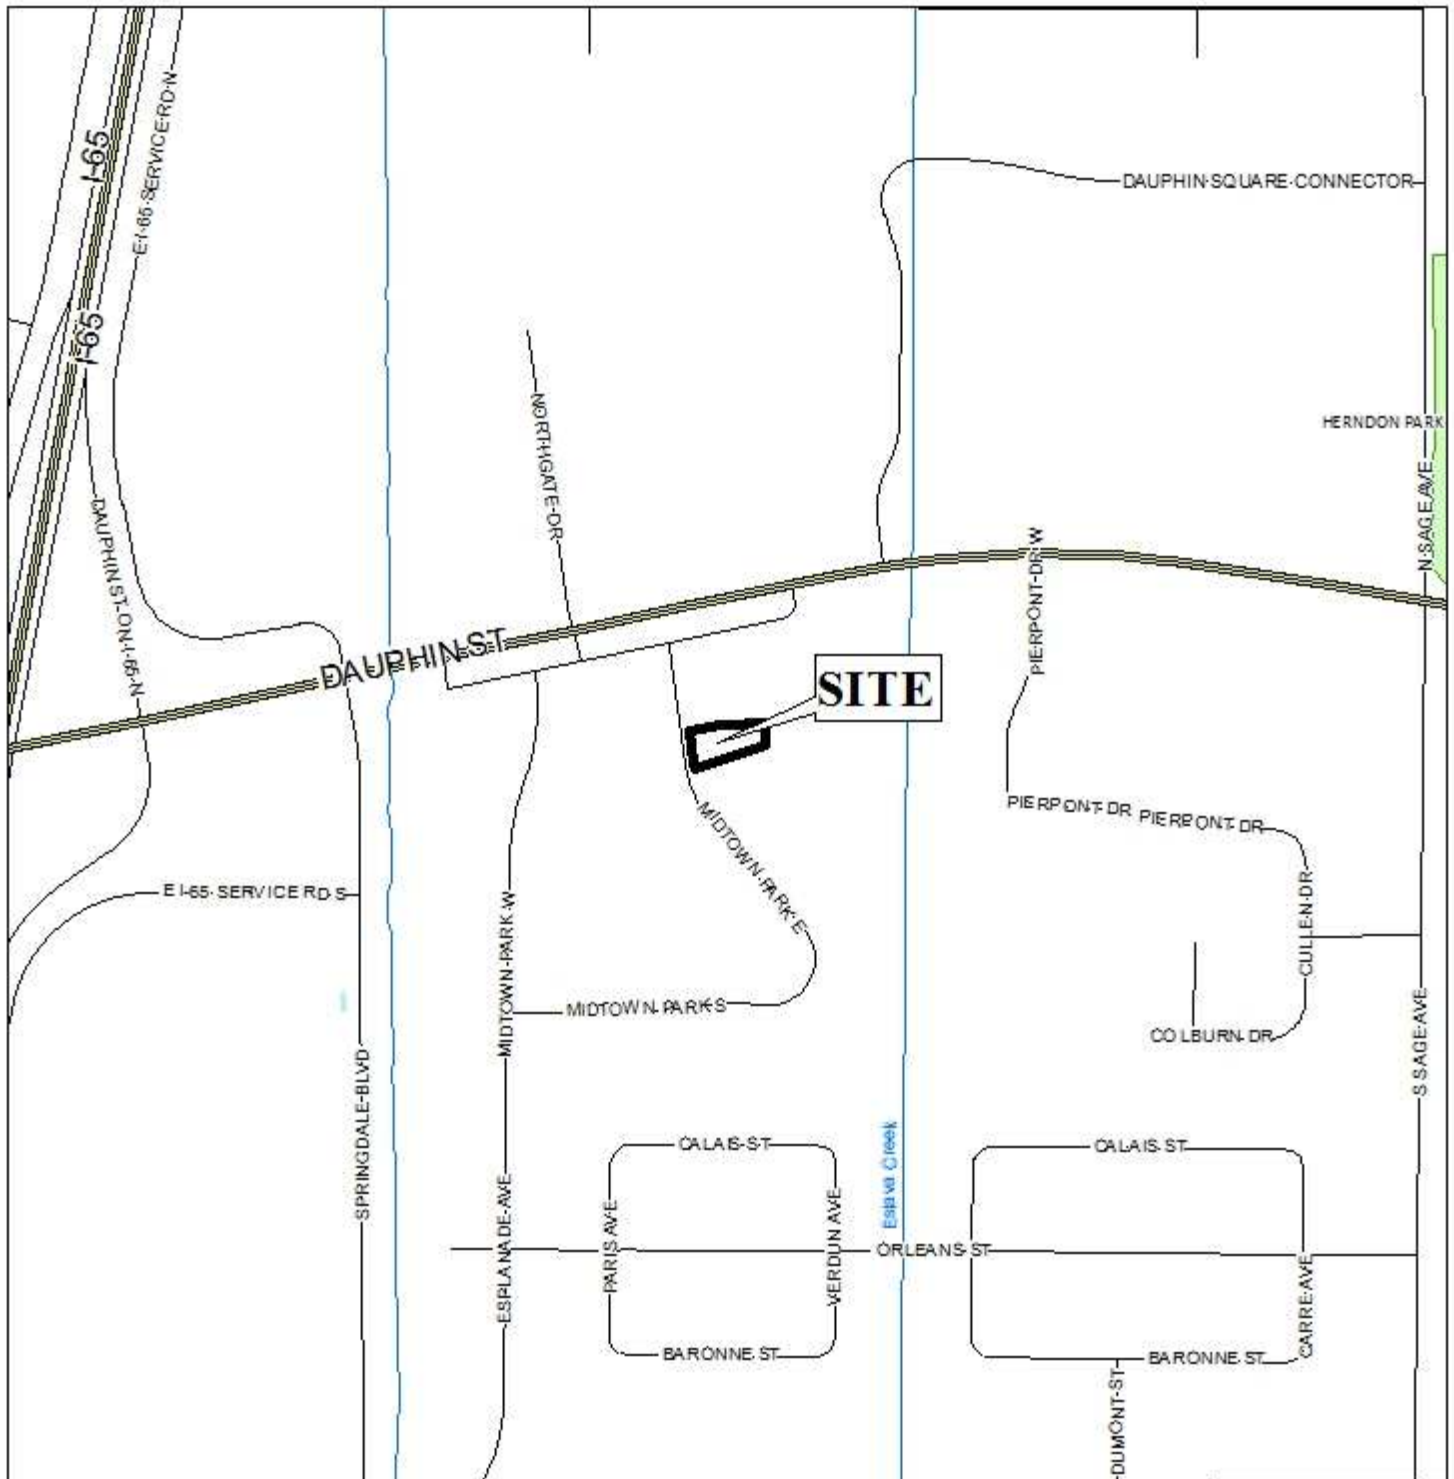 I-65
E I-65 SERVICE RD N
DAUPHIN SQUARE CONNECTOR
I-65
HERNDON PARK
NORTHGATE DR
N SAGE AVE
DAUPHIN ST ON I-65 N
PIERPONT DR W
DAUPHIN ST
SITE
PIERPONT DR
PIERPONT DR
MIDTOWN PARK E
E I-65 SERVICE RD S
CULLEN DR
MIDTOWN PARK W
MIDTOWN PARK S
COLBURN DR
S SAGE AVE
SPRINGDALE BLVD
CALAIS ST
CALAIS ST
Eslava Creek
ESPLANADE AVE
PARIS AVE
VERDUN AVE
ORLEANS ST
CARRE AVE
BARONNE ST
BARONNE ST
DUMONT ST